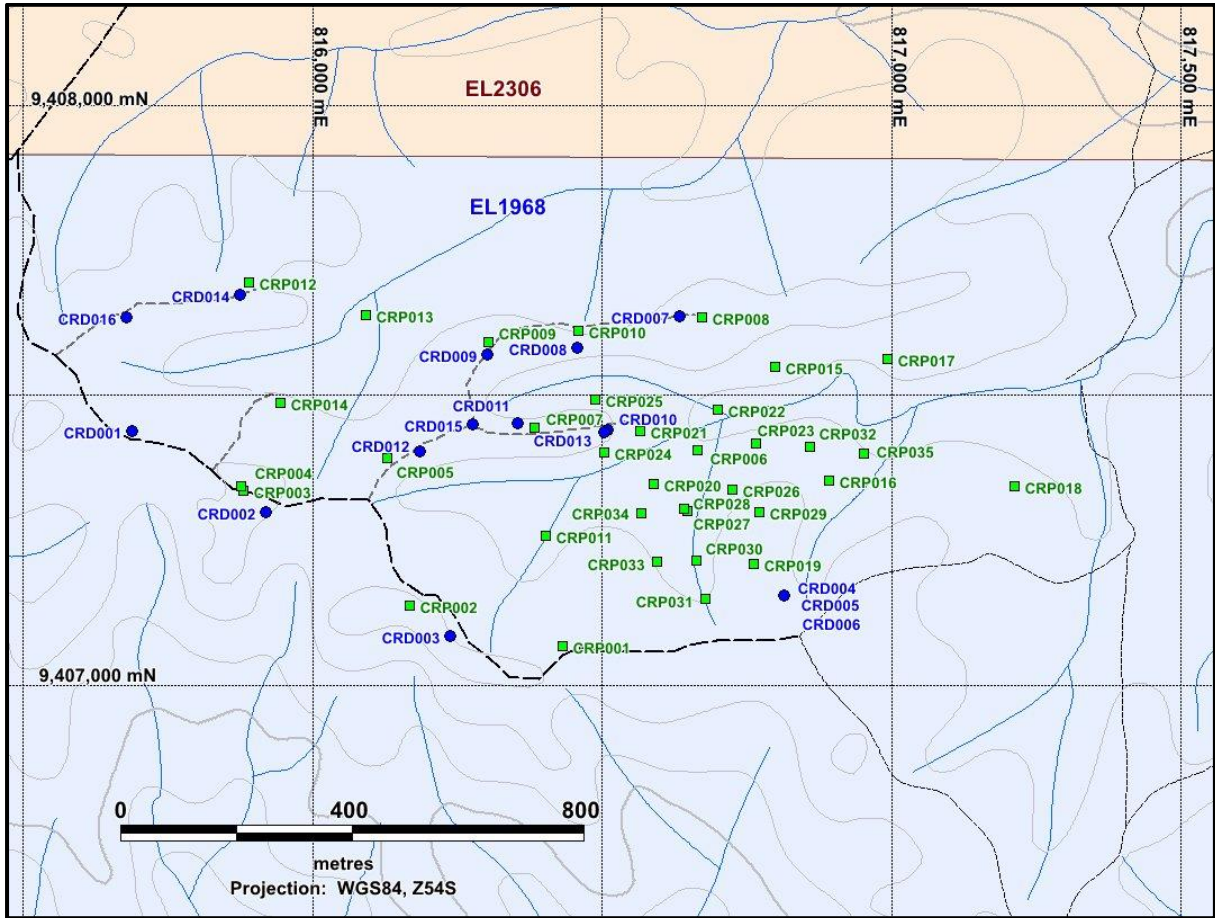 816,000 mE
817,000 mE
817,500 mE
EL2306
9,408,000 mN
EL1968
CRP012
CRD014
CRD016
CRP013
CRD007
CRP008
CRP009
CRP010
CRD008
CRD009
CRP017
CRP015
CRP014
CRP025
CRD011
CRP022
CRD015
CRP007
CRD010
CRD001
CRD013
CRP021
CRP023
CRP032
CRD012
CRP024
CRP006
CRP035
CRP005
CRP004
CRP003
CRP020
CRP026
CRP016
CRP018
CRD002
CRP034
CRP028
CRP027
CRP029
CRP011
CRP030
CRP033
CRP019
CRD004
CRD005
CRD006
CRP031
CRP002
CRD003
CRP001
9,407,000 mN
0 400 800
metres
Projection: WGS84, Z54S